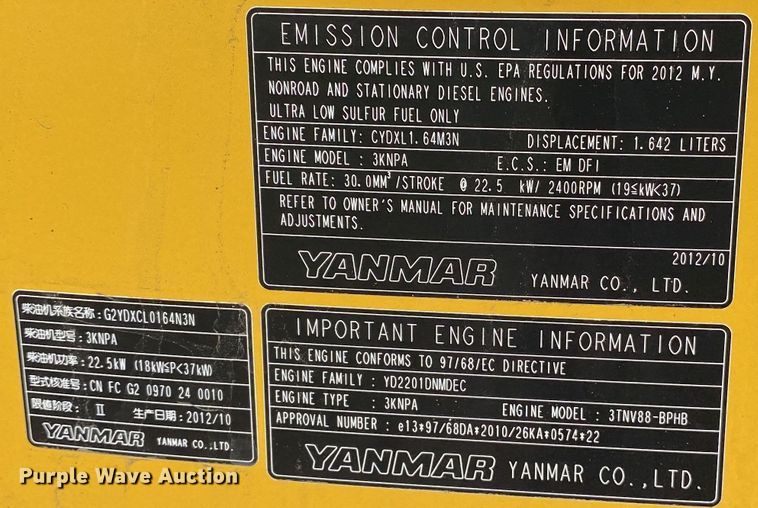 EMISSION CONTROL INFORMATION
THIS ENGINE COMPLIES WITH U.S. EPA REGULATIONS FOR 2012 M.Y.
NONROAD AND STATIONARY DIESEL ENGINES.
ULTRA LOW SULFUR FUEL ONLY
ENGINE FAMILY: CYDXL1.64M3N DISPLACEMENT: 1.642 LITERS
ENGINE MODEL : 3KNPA E.C.S.: EM DFI
FUEL RATE: 30.0MM³/STROKE @ 22.5 kW/ 2400RPM (19≦kW<37)
REFER TO OWNER'S MANUAL FOR MAINTENANCE SPECIFICATIONS AND
ADJUSTMENTS.
2012/10
YANMAR YANMAR CO., LTD.
柴油机系族名称: G2YDXCL0164N3N
柴油机型号: 3KNPA
柴油机功率: 22.5kW (18kW≦P<37kW)
型式核准号: CN FC G2 0970 24 0010
限值阶段: II 生产日期: 2012/10
YANMAR YANMAR CO., LTD.
IMPORTANT ENGINE INFORMATION
THIS ENGINE CONFORMS TO 97/68/EC DIRECTIVE
ENGINE FAMILY : YD2201DNMDEC
ENGINE TYPE : 3KNPA ENGINE MODEL : 3TNV88-BPHB
APPROVAL NUMBER : e13*97/68DA*2010/26KA*0574*22
YANMAR YANMAR CO.,LTD.
Purple Wave Auction